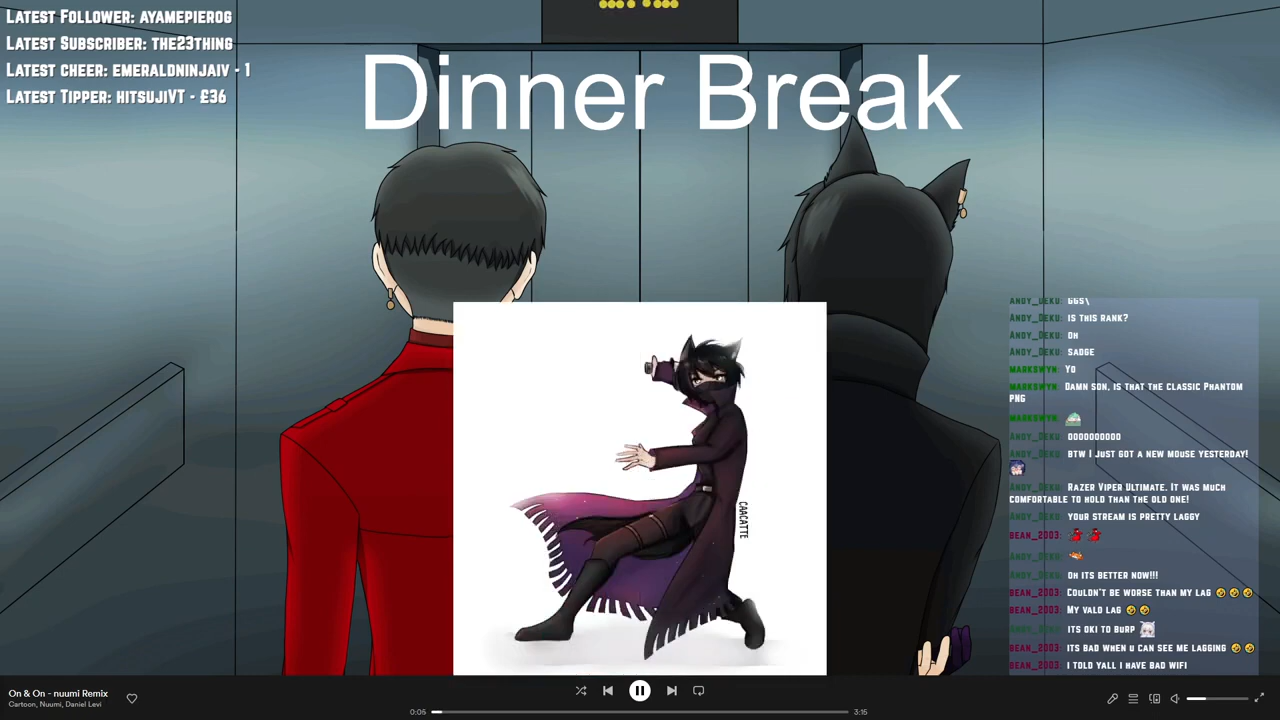 LATEST FOLLOWER: AYAMEPIEROG
LATEST SUBSCRIBER: THE23THING
LATEST CHEER: EMERALDNINJAIV - 1
LATEST TIPPER: HITSUJIVT - £36
Dinner Break
CAACATTE
ANDY_DEKU: GGS\
ANDY_DEKU: IS THIS RANK?
ANDY_DEKU: OH
ANDY_DEKU: SADGE
MARKSWYN: YO
MARKSWYN: DAMN SON, IS THAT THE CLASSIC PHANTOM
PNG
MARKSWYN:
ANDY_DEKU: OOOOOOOOOO
ANDY_DEKU: BTW I JUST GOT A NEW MOUSE YESTERDAY!
ANDY_DEKU: RAZER VIPER ULTIMATE. IT WAS MUCH
COMFORTABLE TO HOLD THAN THE OLD ONE!
ANDY_DEKU: YOUR STREAM IS PRETTY LAGGY
BEAN_2003:
ANDY_DEKU:
ANDY_DEKU: OH ITS BETTER NOW!!!
BEAN_2003: COULDN'T BE WORSE THAN MY LAG
BEAN_2003: MY VALO LAG
ANDY_DEKU: ITS OKI TO BURP
BEAN_2003: ITS BAD WHEN U CAN SEE ME LAGGING
BEAN_2003: I TOLD YALL I HAVE BAD WIFI
On & On - nuumi Remix
Cartoon, Nuumi, Daniel Levi
0:06
3:15